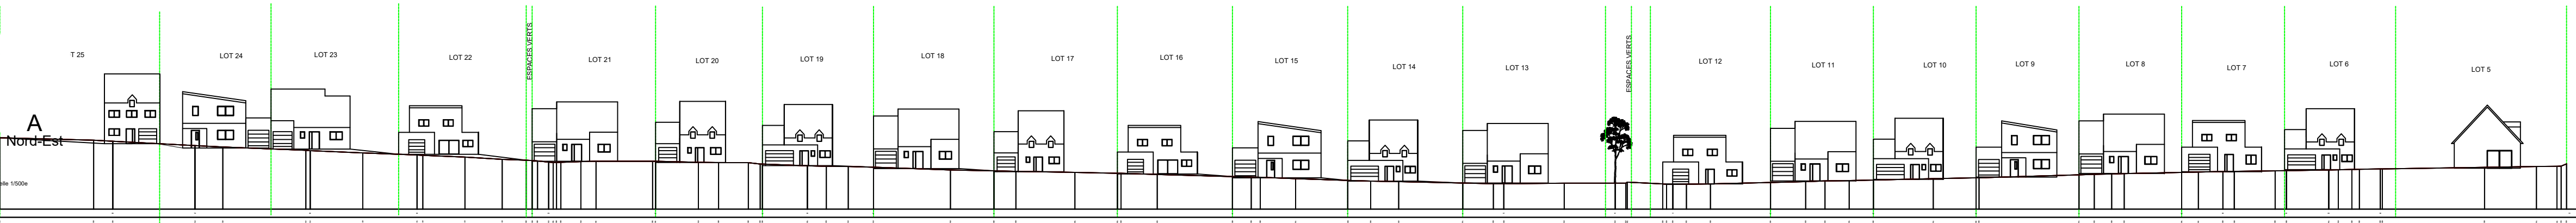 T 25
LOT 24
LOT 23
LOT 22
ESPACES VERTS
LOT 21
LOT 20
LOT 19
LOT 18
LOT 17
LOT 16
LOT 15
LOT 14
LOT 13
ESPACES VERTS
LOT 12
LOT 11
LOT 10
LOT 9
LOT 8
LOT 7
LOT 6
LOT 5
A
Nord-Est
elle 1/500e